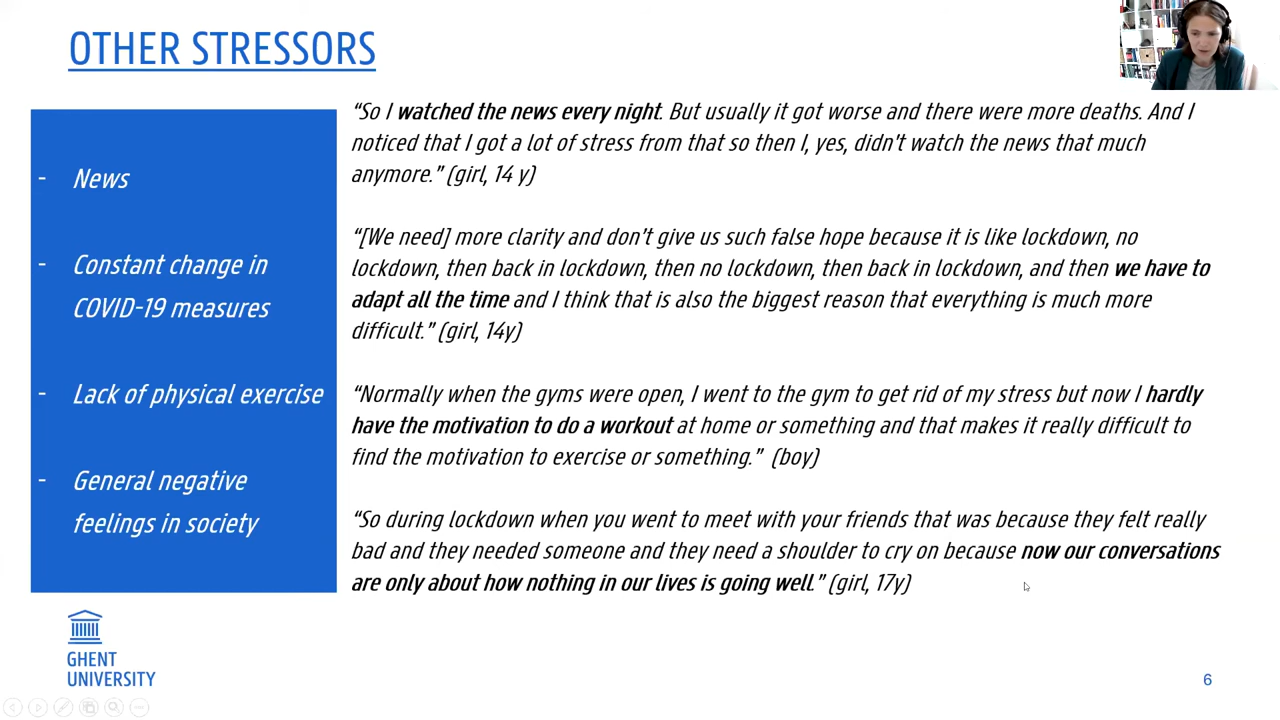 OTHER STRESSORS
- News
- Constant change in
COVID-19 measures
- Lack of physical exercise
- General negative
feelings in society
“So I watched the news every night. But usually it got worse and there were more deaths. And I
noticed that I got a lot of stress from that so then I, yes, didn’t watch the news that much
anymore.” (girl, 14 y)
“[We need] more clarity and don’t give us such false hope because it is like lockdown, no
lockdown, then back in lockdown, then no lockdown, then back in lockdown, and then we have to
adapt all the time and I think that is also the biggest reason that everything is much more
difficult.” (girl, 14y)
“Normally when the gyms were open, I went to the gym to get rid of my stress but now I hardly
have the motivation to do a workout at home or something and that makes it really difficult to
find the motivation to exercise or something.” (boy)
“So during lockdown when you went to meet with your friends that was because they felt really
bad and they needed someone and they need a shoulder to cry on because now our conversations
are only about how nothing in our lives is going well.” (girl, 17y)
GHENT
UNIVERSITY
6